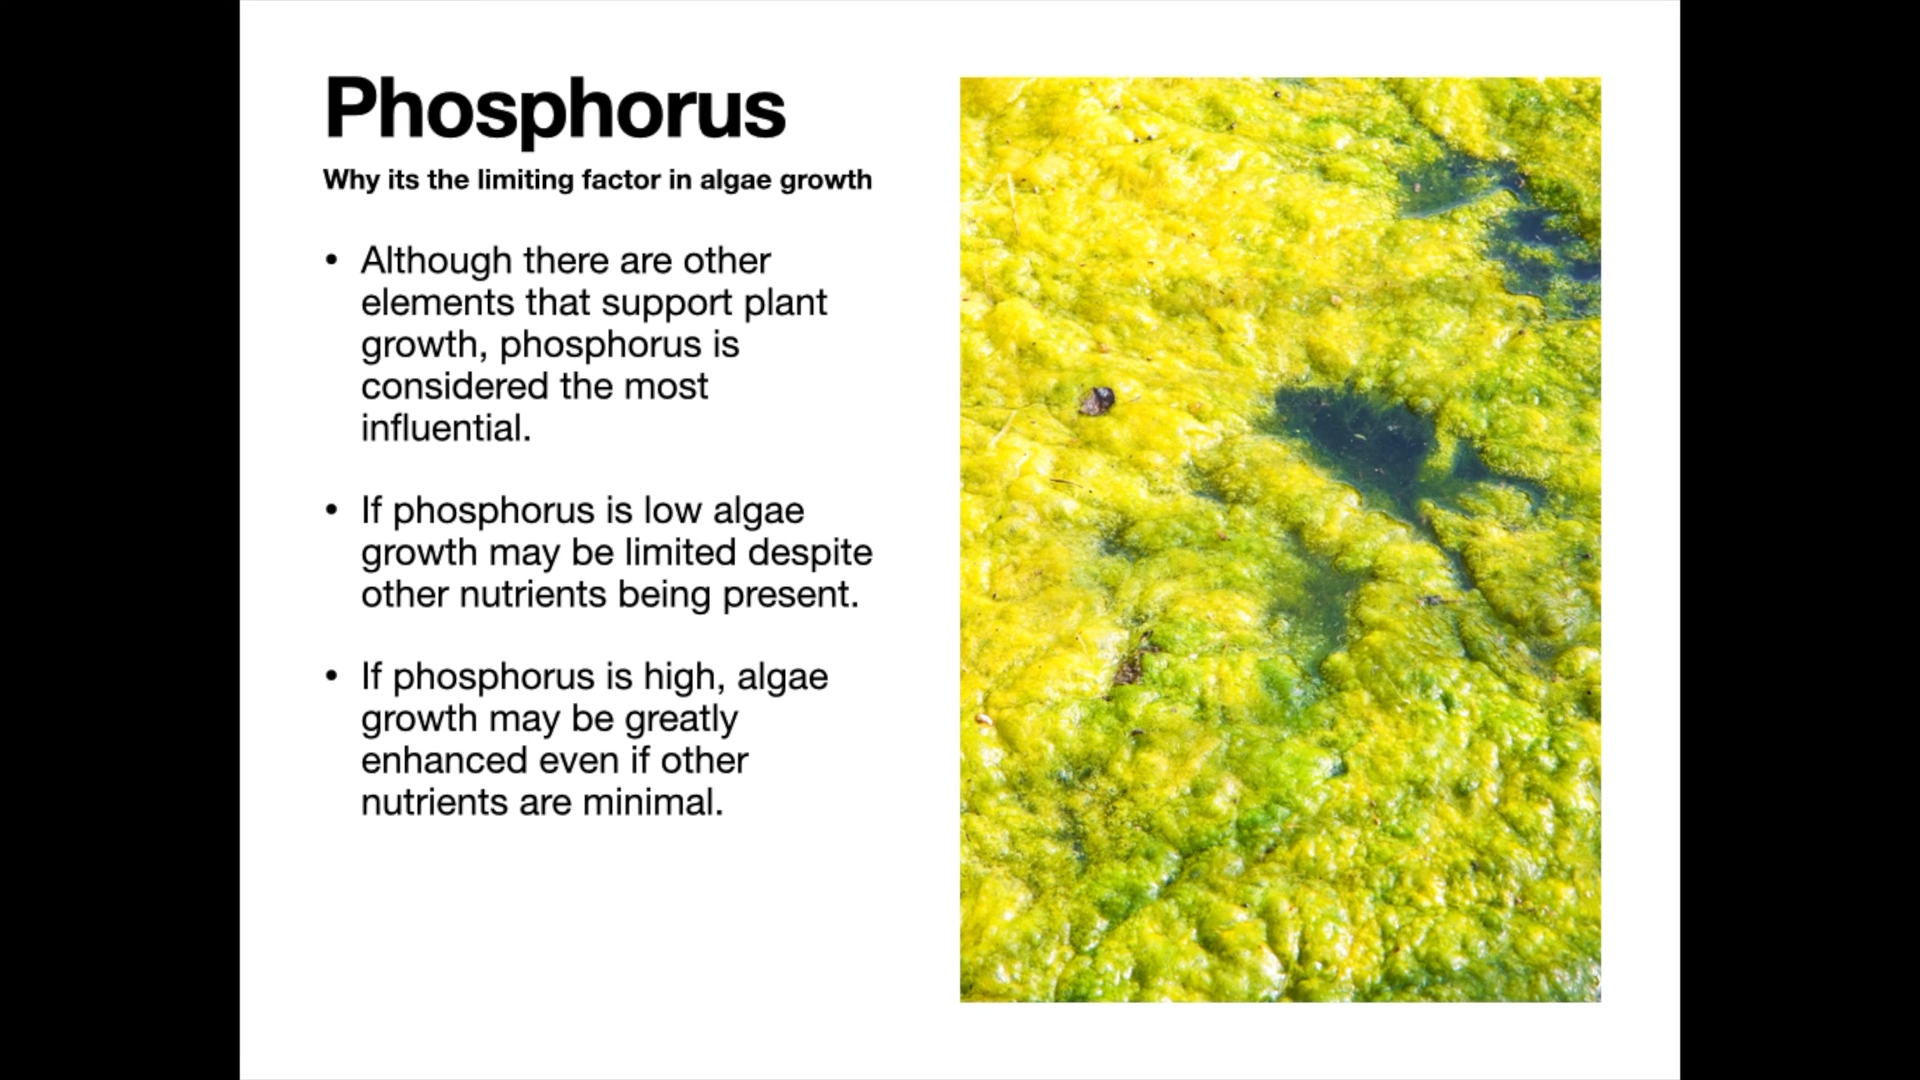 Phosphorus
Why its the limiting factor in algae growth
• Although there are other
elements that support plant
growth, phosphorus is
considered the most
influential.
• If phosphorus is low algae
growth may be limited despite
other nutrients being present.
• If phosphorus is high, algae
growth may be greatly
enhanced even if other
nutrients are minimal.